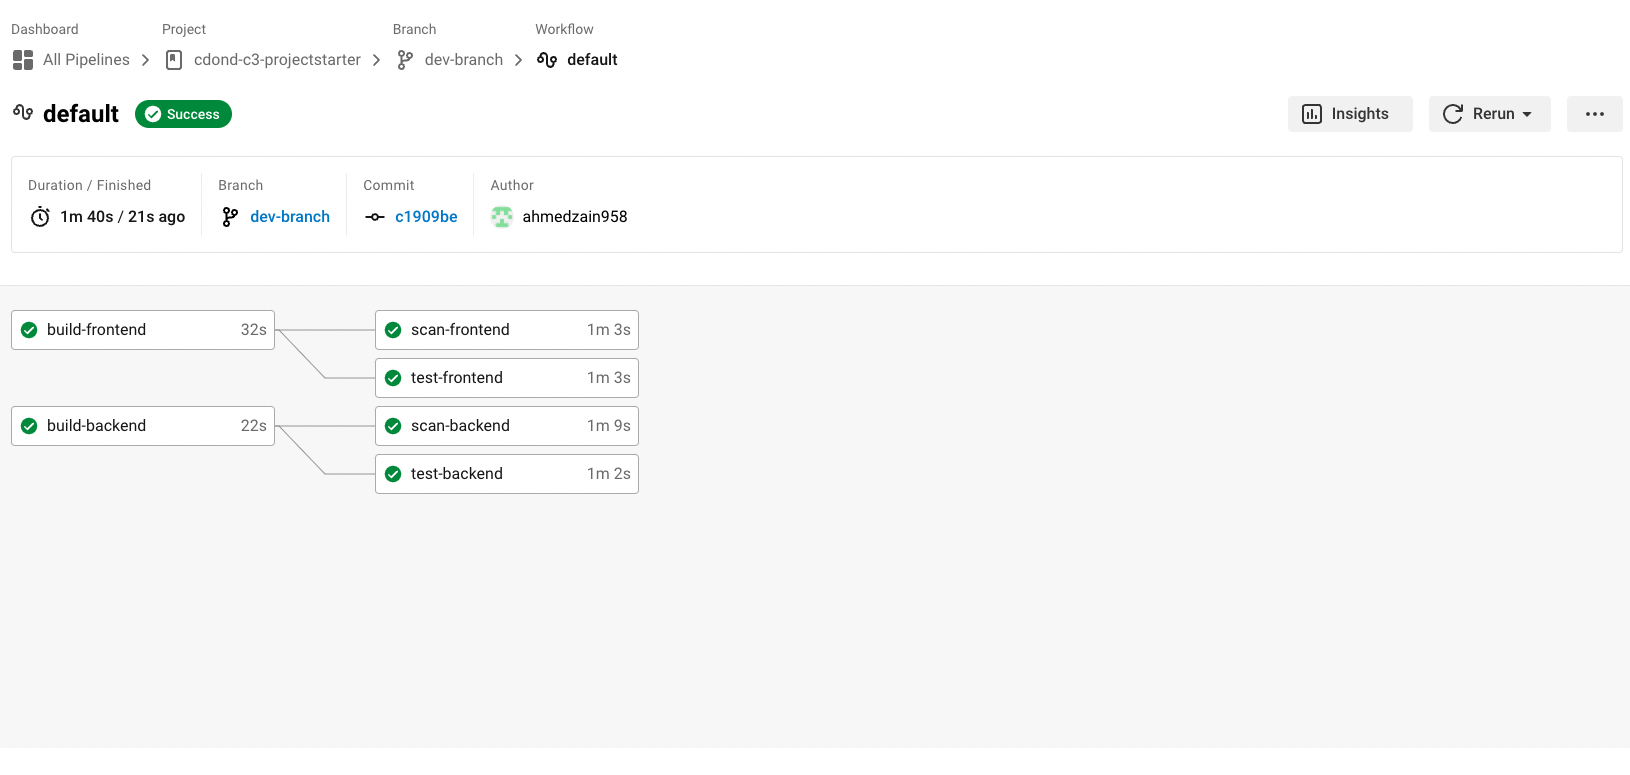 Dashboard Project Branch Workflow
All Pipelines cdond-c3-projectstarter dev-branch default
default Success Insights Rerun
Duration / Finished Branch Commit Author
1m 40s / 21s ago dev-branch c1909be ahmedzain958
build-frontend 32s scan-frontend 1m 3s
test-frontend 1m 3s
build-backend 22s scan-backend 1m 9s
test-backend 1m 2s